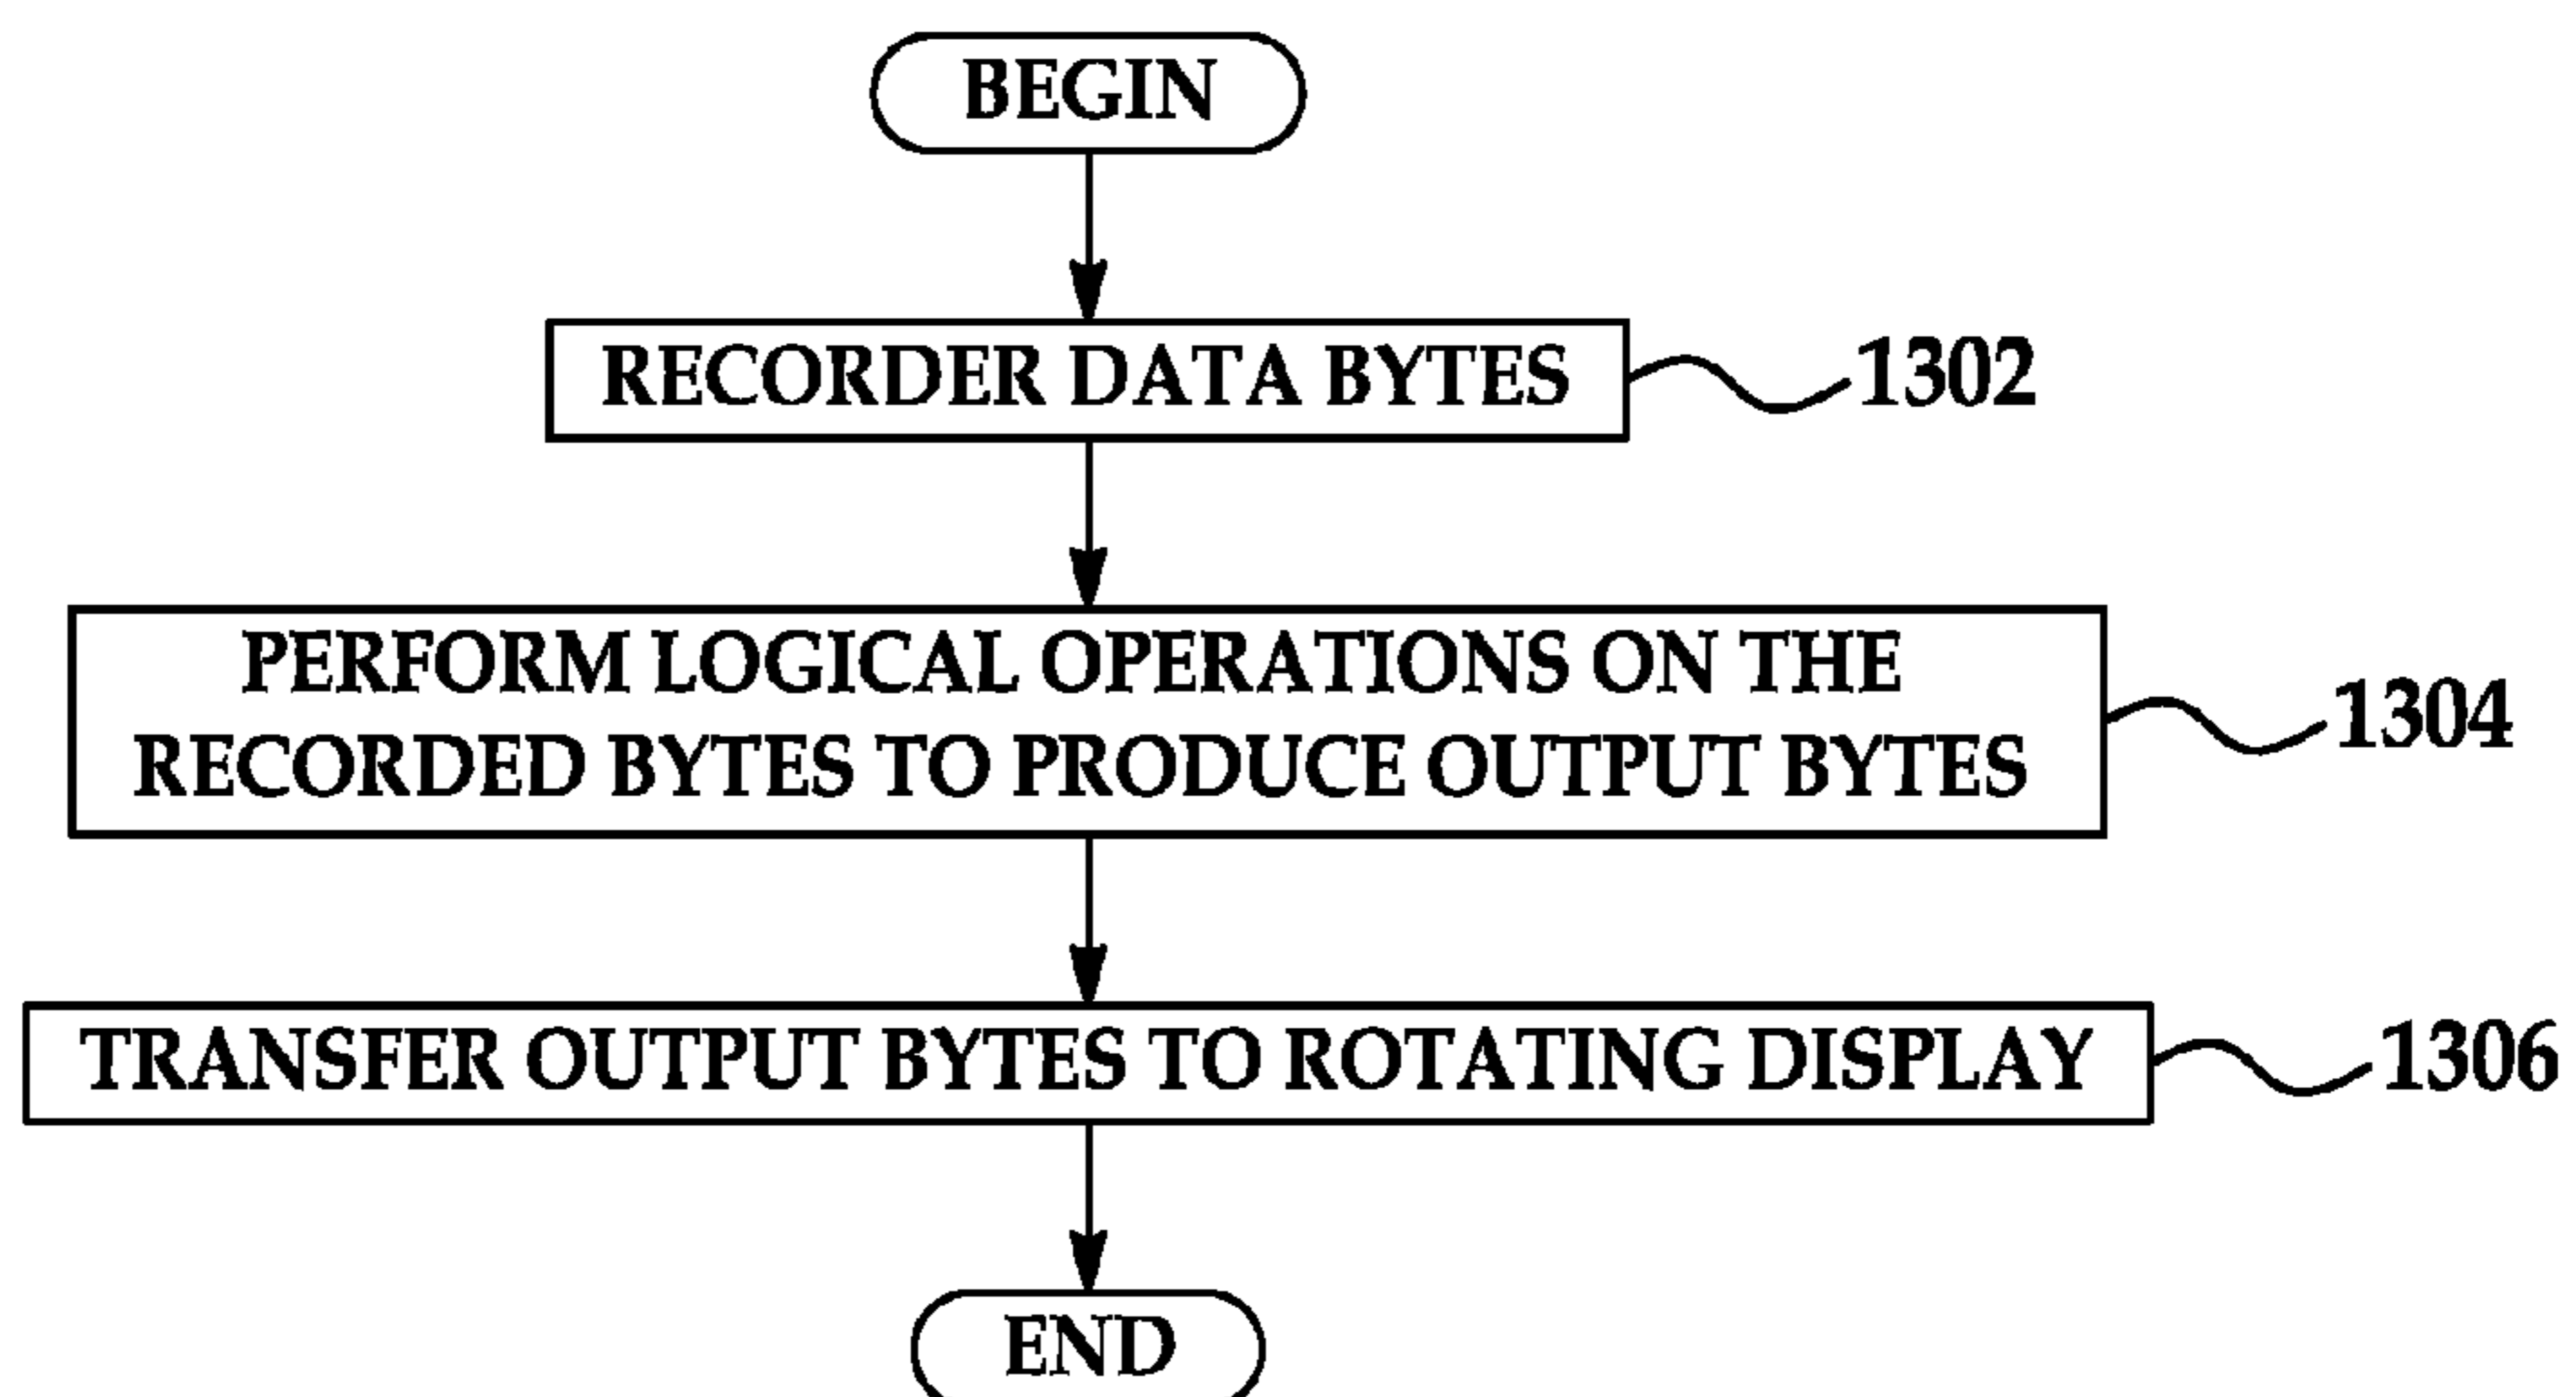 BEGIN
RECORDER DATA BYTES
1302
PERFORM LOGICAL OPERATIONS ON THE
RECORDED BYTES TO PRODUCE OUTPUT BYTES
1304
TRANSFER OUTPUT BYTES TO ROTATING DISPLAY
1306
END